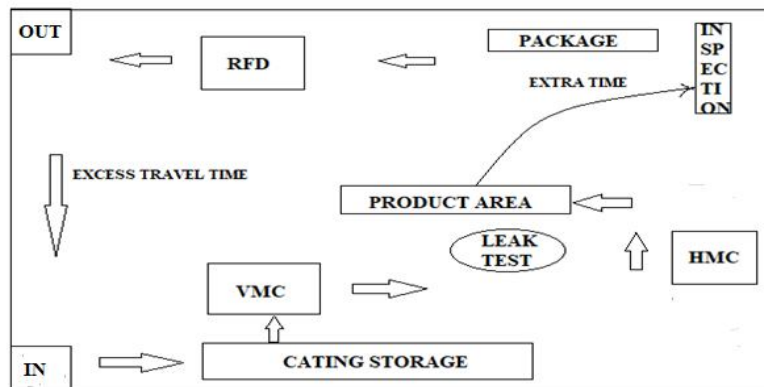 OUT
RFD
PACKAGE
IN
SP
EC
TI
ON
EXTRA TIME
EXCESS TRAVEL TIME
PRODUCT AREA
LEAK
TEST
HMC
VMC
IN
CATING STORAGE